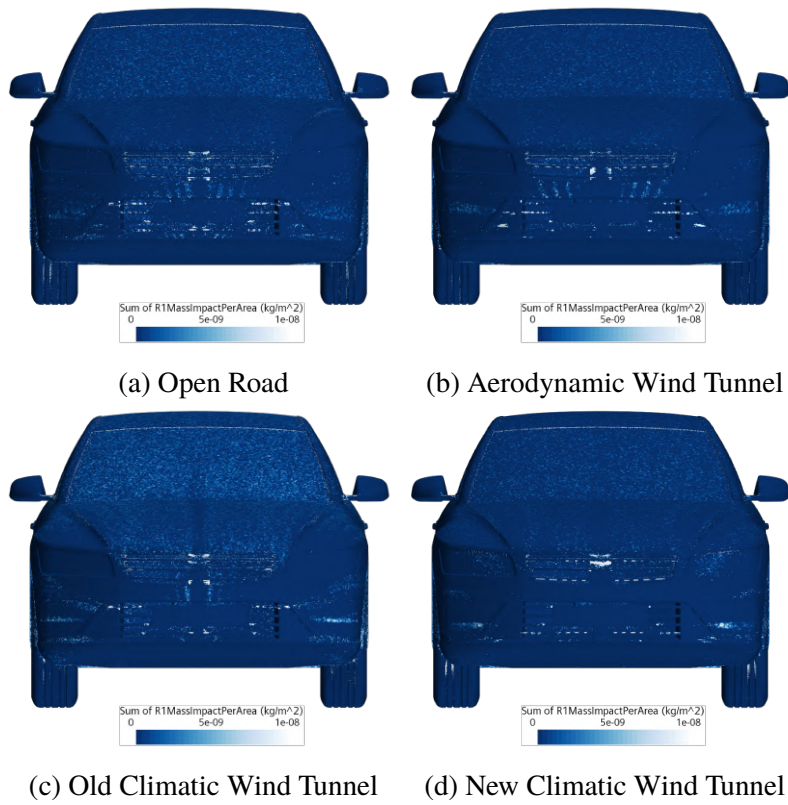 Sum of R1MassImpactPerArea (kg/m^2)
0 5e-09 1e-08
Sum of R1MassImpactPerArea (kg/m^2)
0 5e-09 1e-08
(a) Open Road
(b) Aerodynamic Wind Tunnel
Sum of R1MassImpactPerArea (kg/m^2)
0 5e-09 1e-08
Sum of R1MassImpactPerArea (kg/m^2)
0 5e-09 1e-08
(c) Old Climatic Wind Tunnel
(d) New Climatic Wind Tunnel